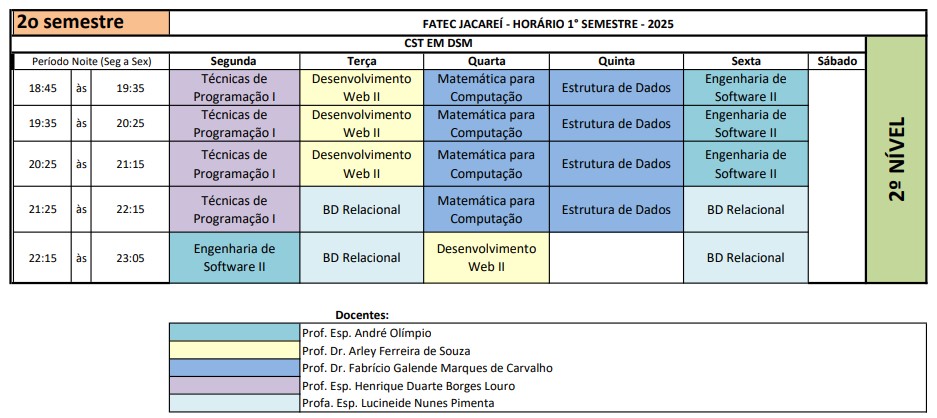 2o semestre
FATEC JACAREÍ - HORÁRIO 1° SEMESTRE - 2025
CST EM DSM
Período Noite (Seg a Sex) Segunda Terça Quarta Quinta Sexta Sábado
18:45 às 19:35 Técnicas de Programação I Desenvolvimento Web II Matemática para Computação Estrutura de Dados Engenharia de Software II
19:35 às 20:25 Técnicas de Programação I Desenvolvimento Web II Matemática para Computação Estrutura de Dados Engenharia de Software II
20:25 às 21:15 Técnicas de Programação I Desenvolvimento Web II Matemática para Computação Estrutura de Dados Engenharia de Software II
21:25 às 22:15 Técnicas de Programação I BD Relacional Matemática para Computação Estrutura de Dados BD Relacional
22:15 às 23:05 Engenharia de Software II BD Relacional Desenvolvimento Web II BD Relacional
2º NÍVEL
Docentes:
Prof. Esp. André Olímpio
Prof. Dr. Arley Ferreira de Souza
Prof. Dr. Fabrício Galende Marques de Carvalho
Prof. Esp. Henrique Duarte Borges Louro
Profa. Esp. Lucineide Nunes Pimenta